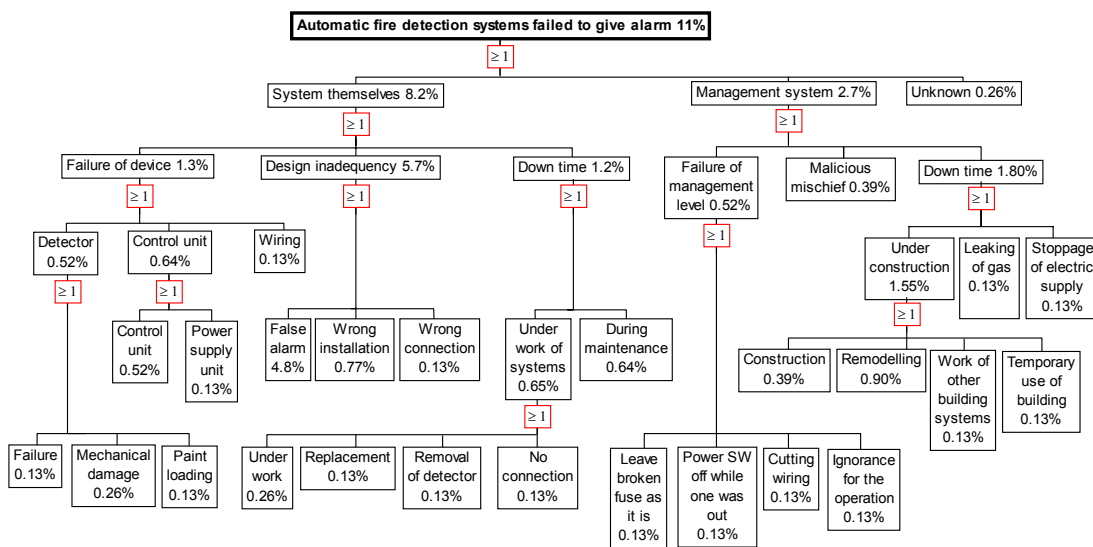 Automatic fire detection systems failed to give alarm 11%
≥ 1
System themselves 8.2%
Management system 2.7%
Unknown 0.26%
≥ 1
≥ 1
Failure of device 1.3%
Design inadequency 5.7%
Down time 1.2%
Failure of
management
level 0.52%
Malicious
mischief 0.39%
Down time 1.80%
≥ 1
≥ 1
≥ 1
≥ 1
≥ 1
Detector
0.52%
Control unit
0.64%
Wiring
0.13%
Under
construction
1.55%
Leaking
of gas
0.13%
Stoppage
of electric
supply
0.13%
≥ 1
≥ 1
≥ 1
Control
unit
0.52%
Power
supply
unit
0.13%
False
alarm
4.8%
Wrong
installation
0.77%
Wrong
connection
0.13%
Under
work of
systems
0.65%
During
maintenance
0.64%
Construction
0.39%
Remodelling
0.90%
Work of
other
building
systems
0.13%
Temporary
use of
building
0.13%
≥ 1
Failure
0.13%
Mechanical
damage
0.26%
Paint
loading
0.13%
Under
work
0.26%
Replacement
0.13%
Removal
of detector
0.13%
No
connection
0.13%
Leave
broken
fuse as
it is
0.13%
Power SW
off while
one was
out
0.13%
Cutting
wiring
0.13%
Ignorance
for the
operation
0.13%